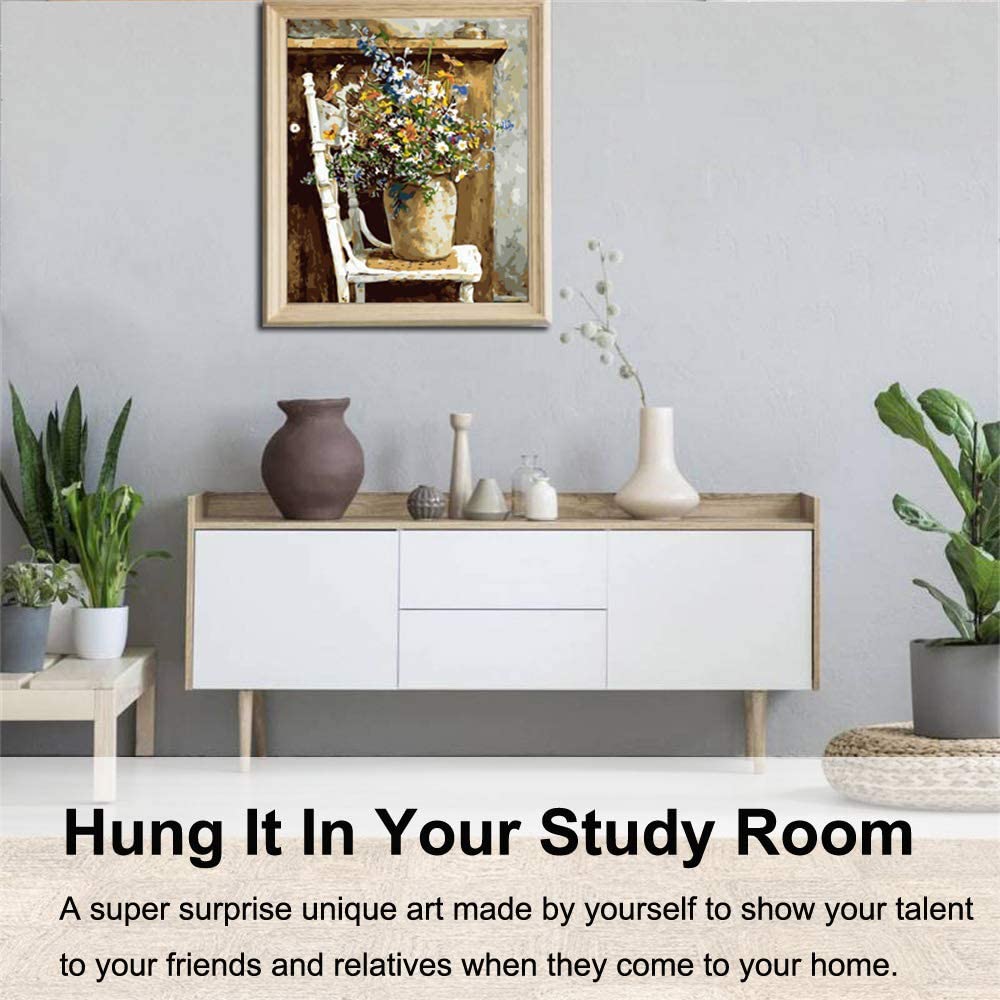 Hung It In Your Study Room
A super surprise unique art made by yourself to show your talent
to your friends and relatives when they come to your home.